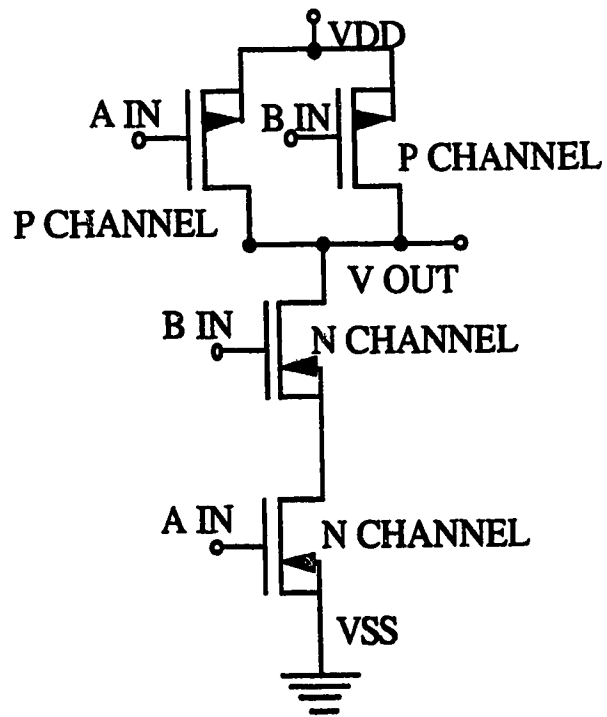 VDD
A IN
B IN
P CHANNEL
P CHANNEL
V OUT
B IN
N CHANNEL
A IN
N CHANNEL
VSS